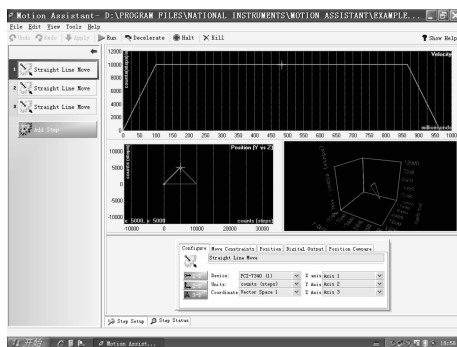 Motion Assistant- D:\PROGRAM FILES\NATIONAL INSTRUMENTS\MOTION ASSISTANT\EXAMPLE...
File Edit View Tools Help
Undo Redo Apply Run Decelerate Halt Kill Show Help
1 Straight Line Move
2 Straight Line Move
3 Straight Line Move
Add Step
Velocity
12000
10000
8000
6000
4000
2000
0
0 50 100 150 200 250 300 350 400 450 500 550 600 650 700 750 800 850 900 950 1000
milliseconds
Position (Y vs X)
10000
5000
0
-5000
-10000
x: 5000, y: 5000
counts (steps)
-10000 0 10000 20000 30000
Configure Move Constraints Position Digital Output Position Compare
Straight Line Move
Device: PCI-7340 (1) X axis Axis 1
Units: counts (steps) Y Axis Axis 2
Coordinate Vector Space 1 Z Axis Axis 3
Step Setup Step Status
开始 Motion Assist... 10:50